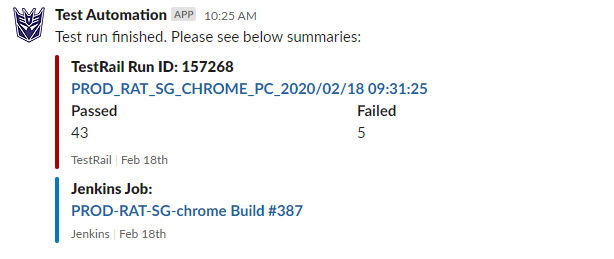 Test Automation APP 10:25 AM
Test run finished. Please see below summaries:
TestRail Run ID: 157268
PROD_RAT_SG_CHROME_PC_2020/02/18 09:31:25
Passed Failed
43 5
TestRail | Feb 18th
Jenkins Job:
PROD-RAT-SG-chrome Build #387
Jenkins | Feb 18th